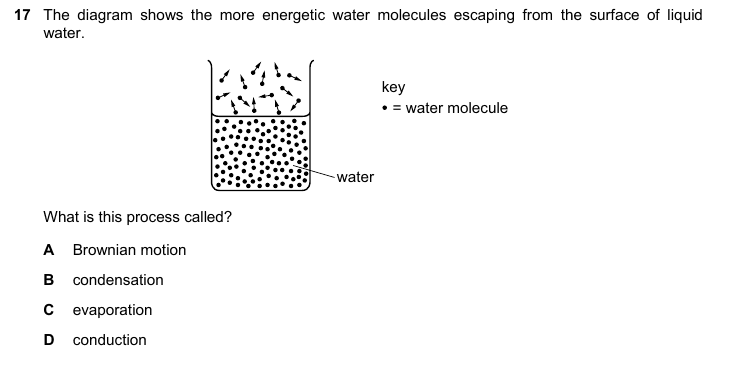 17 The diagram shows the more energetic water molecules escaping from the surface of liquid
water.
key
• = water molecule
water
What is this process called?
A Brownian motion
B condensation
C evaporation
D conduction